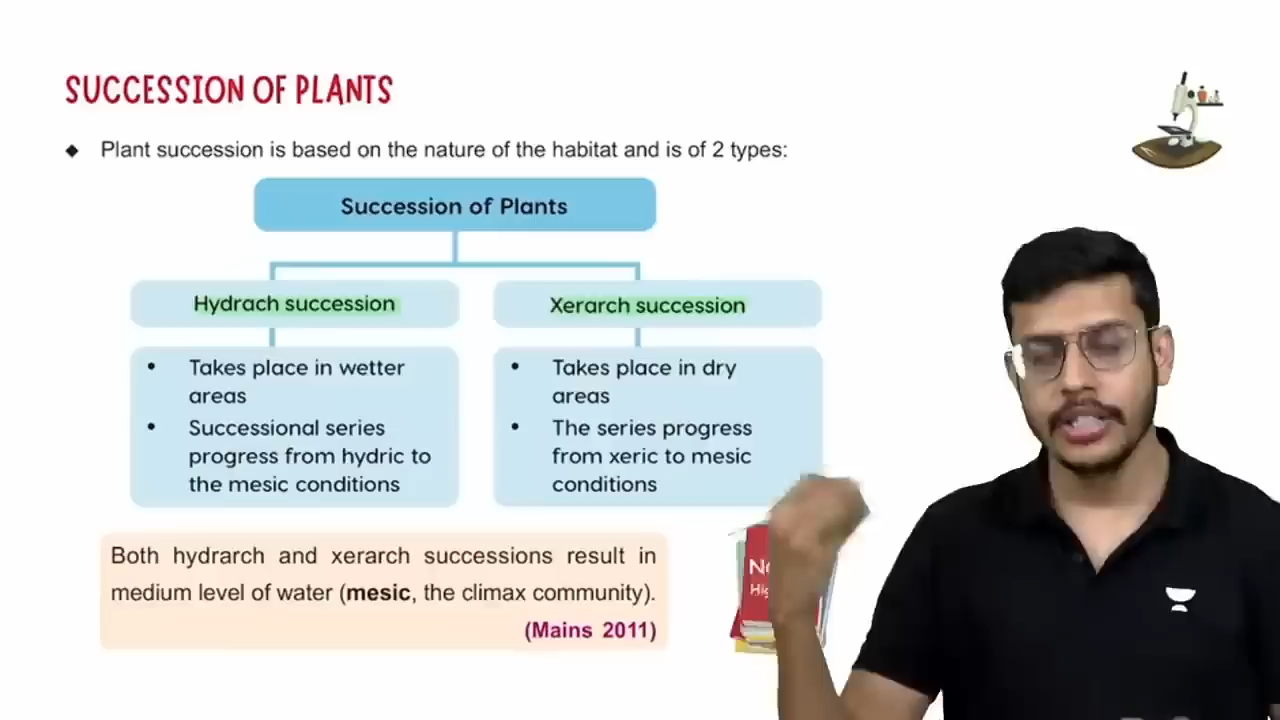 SUCCESSION OF PLANTS
◆ Plant succession is based on the nature of the habitat and is of 2 types:
Succession of Plants
Hydrach succession
Xerarch succession
• Takes place in wetter
areas
• Successional series
progress from hydric to
the mesic conditions
• Takes place in dry
areas
• The series progress
from xeric to mesic
conditions
Both hydrarch and xerarch successions result in
medium level of water (mesic, the climax community).
(Mains 2011)